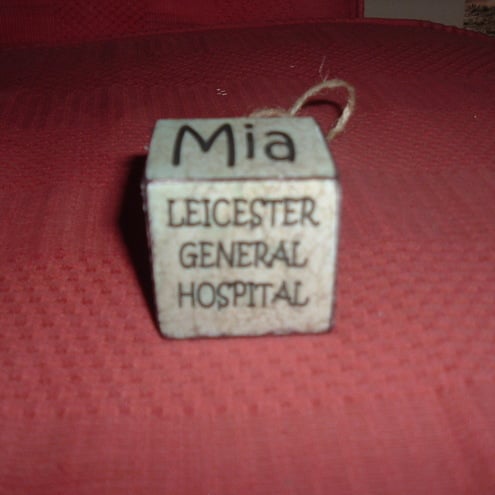 Mia
LEICESTER
GENERAL
HOSPITAL